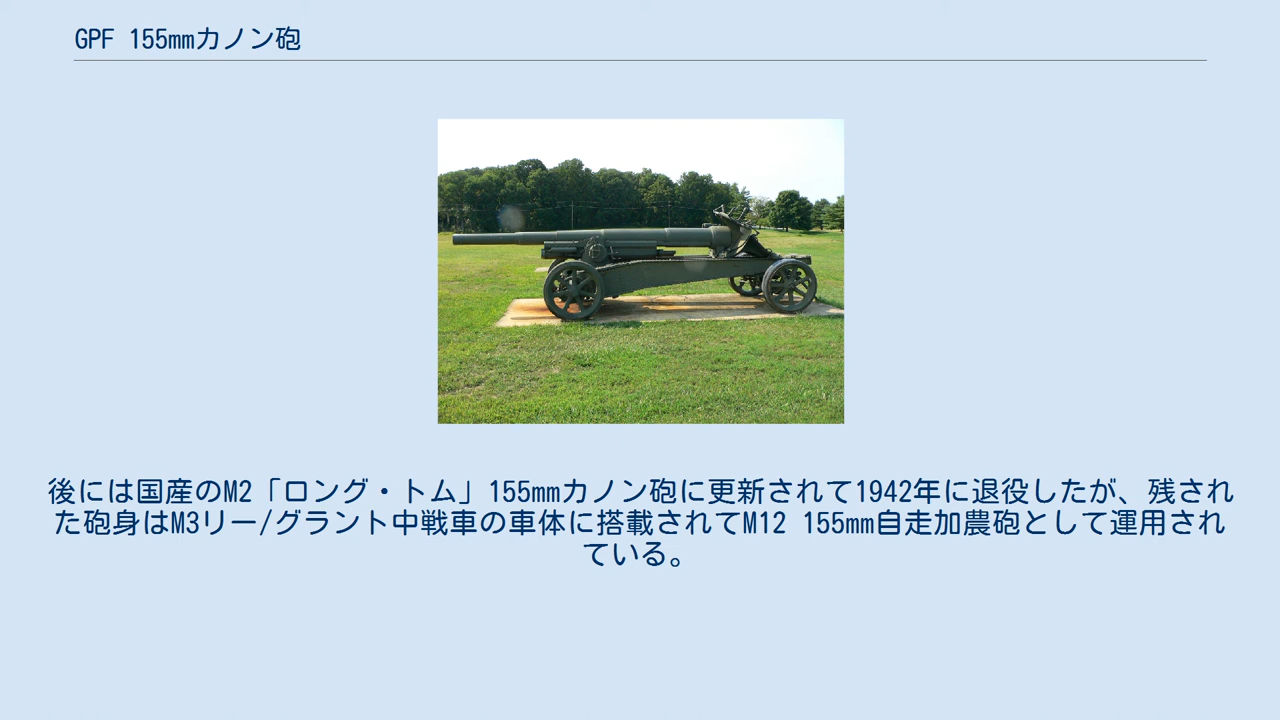 GPF 155mmカノン砲
後には国産のM2「ロング・トム」155mmカノン砲に更新されて1942年に退役したが、残され
た砲身はM3リー/グラント中戦車の車体に搭載されてM12 155mm自走加農砲として運用され
ている。